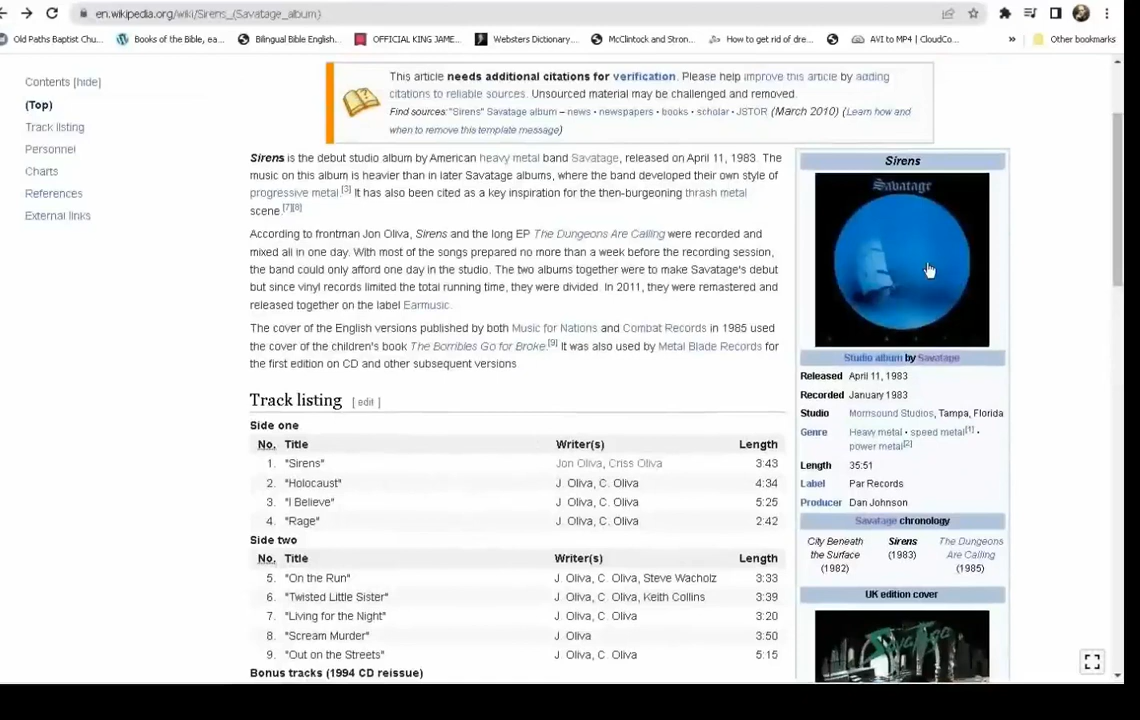 en.wikipedia.org/wiki/Sirens_(Savatage_album)
Old Paths Baptist Chu...
Books of the Bible, ea...
Bilingual Bible English...
OFFICIAL KING JAME...
Websters Dictionary...
McClintock and Stron...
How to get rid of dre...
AVI to MP4 | CloudCo...
»
Other bookmarks
Contents [hide]
(Top)
Track listing
Personnel
Charts
References
External links
This article needs additional citations for verification. Please help improve this article by adding
citations to reliable sources. Unsourced material may be challenged and removed.
Find sources: "Sirens" Savatage album – news · newspapers · books · scholar · JSTOR (March 2010) (Learn how and
when to remove this template message)
Sirens is the debut studio album by American heavy metal band Savatage, released on April 11, 1983. The
music on this album is heavier than in later Savatage albums, where the band developed their own style of
progressive metal.[3] It has also been cited as a key inspiration for the then-burgeoning thrash metal
scene.[7][8]
According to frontman Jon Oliva, Sirens and the long EP The Dungeons Are Calling were recorded and
mixed all in one day. With most of the songs prepared no more than a week before the recording session,
the band could only afford one day in the studio. The two albums together were to make Savatage's debut
but since vinyl records limited the total running time, they were divided. In 2011, they were remastered and
released together on the label Earmusic.
The cover of the English versions published by both Music for Nations and Combat Records in 1985 used
the cover of the children's book The Borribles Go for Broke.[9] It was also used by Metal Blade Records for
the first edition on CD and other subsequent versions
Track listing [ edit ]
Side one
No. Title Writer(s) Length
1. "Sirens" Jon Oliva, Criss Oliva 3:43
2. "Holocaust" J. Oliva, C. Oliva 4:34
3. "I Believe" J. Oliva, C. Oliva 5:25
4. "Rage" J. Oliva, C. Oliva 2:42
Side two
No. Title Writer(s) Length
5. "On the Run" J. Oliva, C. Oliva, Steve Wacholz 3:33
6. "Twisted Little Sister" J. Oliva, C. Oliva, Keith Collins 3:39
7. "Living for the Night" J. Oliva, C. Oliva 3:20
8. "Scream Murder" J. Oliva 3:50
9. "Out on the Streets" J. Oliva, C. Oliva 5:15
Bonus tracks (1994 CD reissue)
Sirens
Savatage
Studio album by Savatage
Released April 11, 1983
Recorded January 1983
Studio Morrisound Studios, Tampa, Florida
Genre Heavy metal · speed metal[1] ·
power metal[2]
Length 35:51
Label Par Records
Producer Dan Johnson
Savatage chronology
City Beneath
the Surface
(1982)
Sirens
(1983)
The Dungeons
Are Calling
(1985)
UK edition cover
Savatage